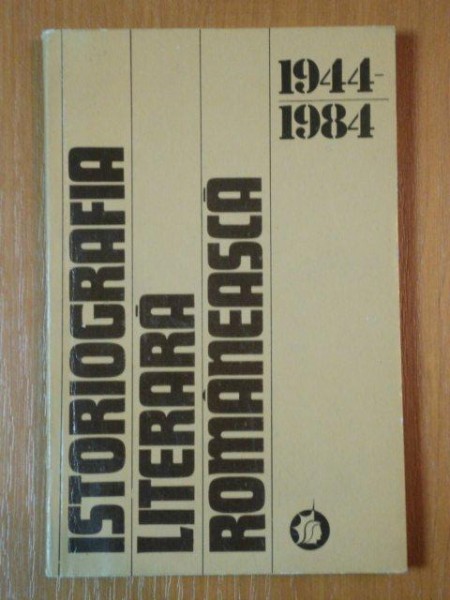 1944-
1984
ISTORIOGRAFIA
LITERARĂ
ROMÂNEASCĂ